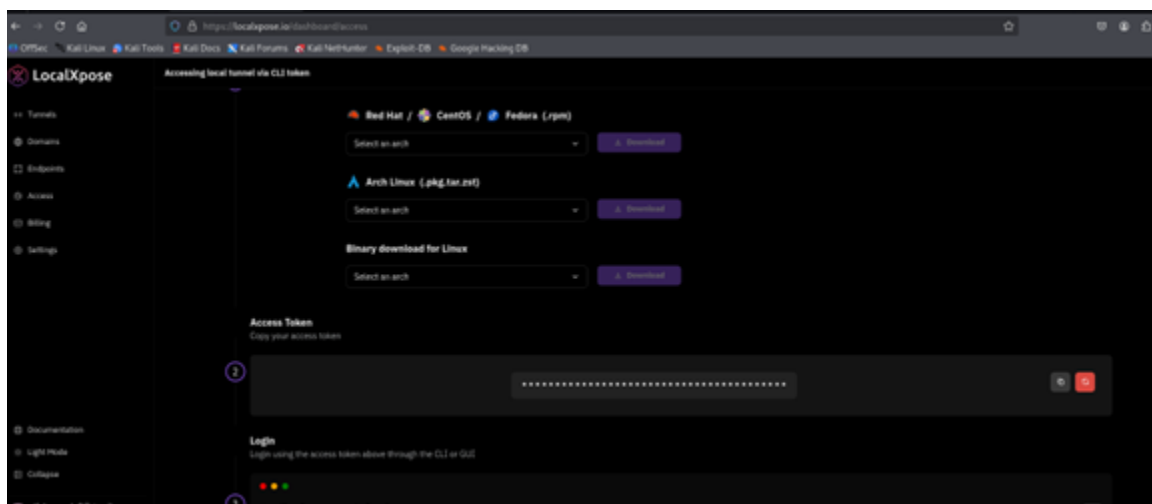 https://localxpose.io/dashboard/access
OffSec Kali Linux Kali Tools Kali Docs Kali Forums Kali NetHunter Exploit-DB Google Hacking DB
LocalXpose
Accessing local tunnel via CLI token
Tunnels
Domains
Endpoints
Access
Billing
Settings
Red Hat / CentOS / Fedora (.rpm)
Select an arch
Download
Arch Linux (.pkg.tar.zst)
Select an arch
Download
Binary download for Linux
Select an arch
Download
Access Token
Copy your access token
2
Login
Login using the access token above through the CLI or GUI
3
Documentation
Light Mode
Collapse